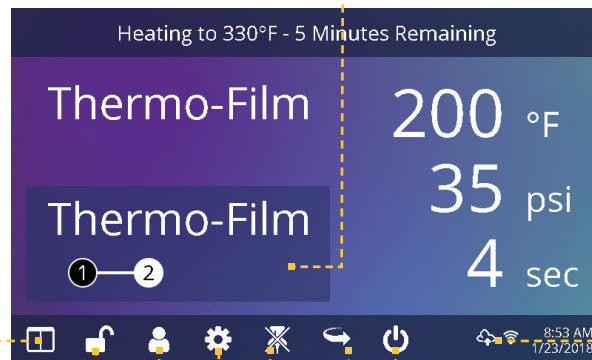 Heating to 330°F - 5 Minutes Remaining
Thermo-Film
200 °F
35 psi
Thermo-Film
1 2
4 sec
8:53 AM
1/23/2018